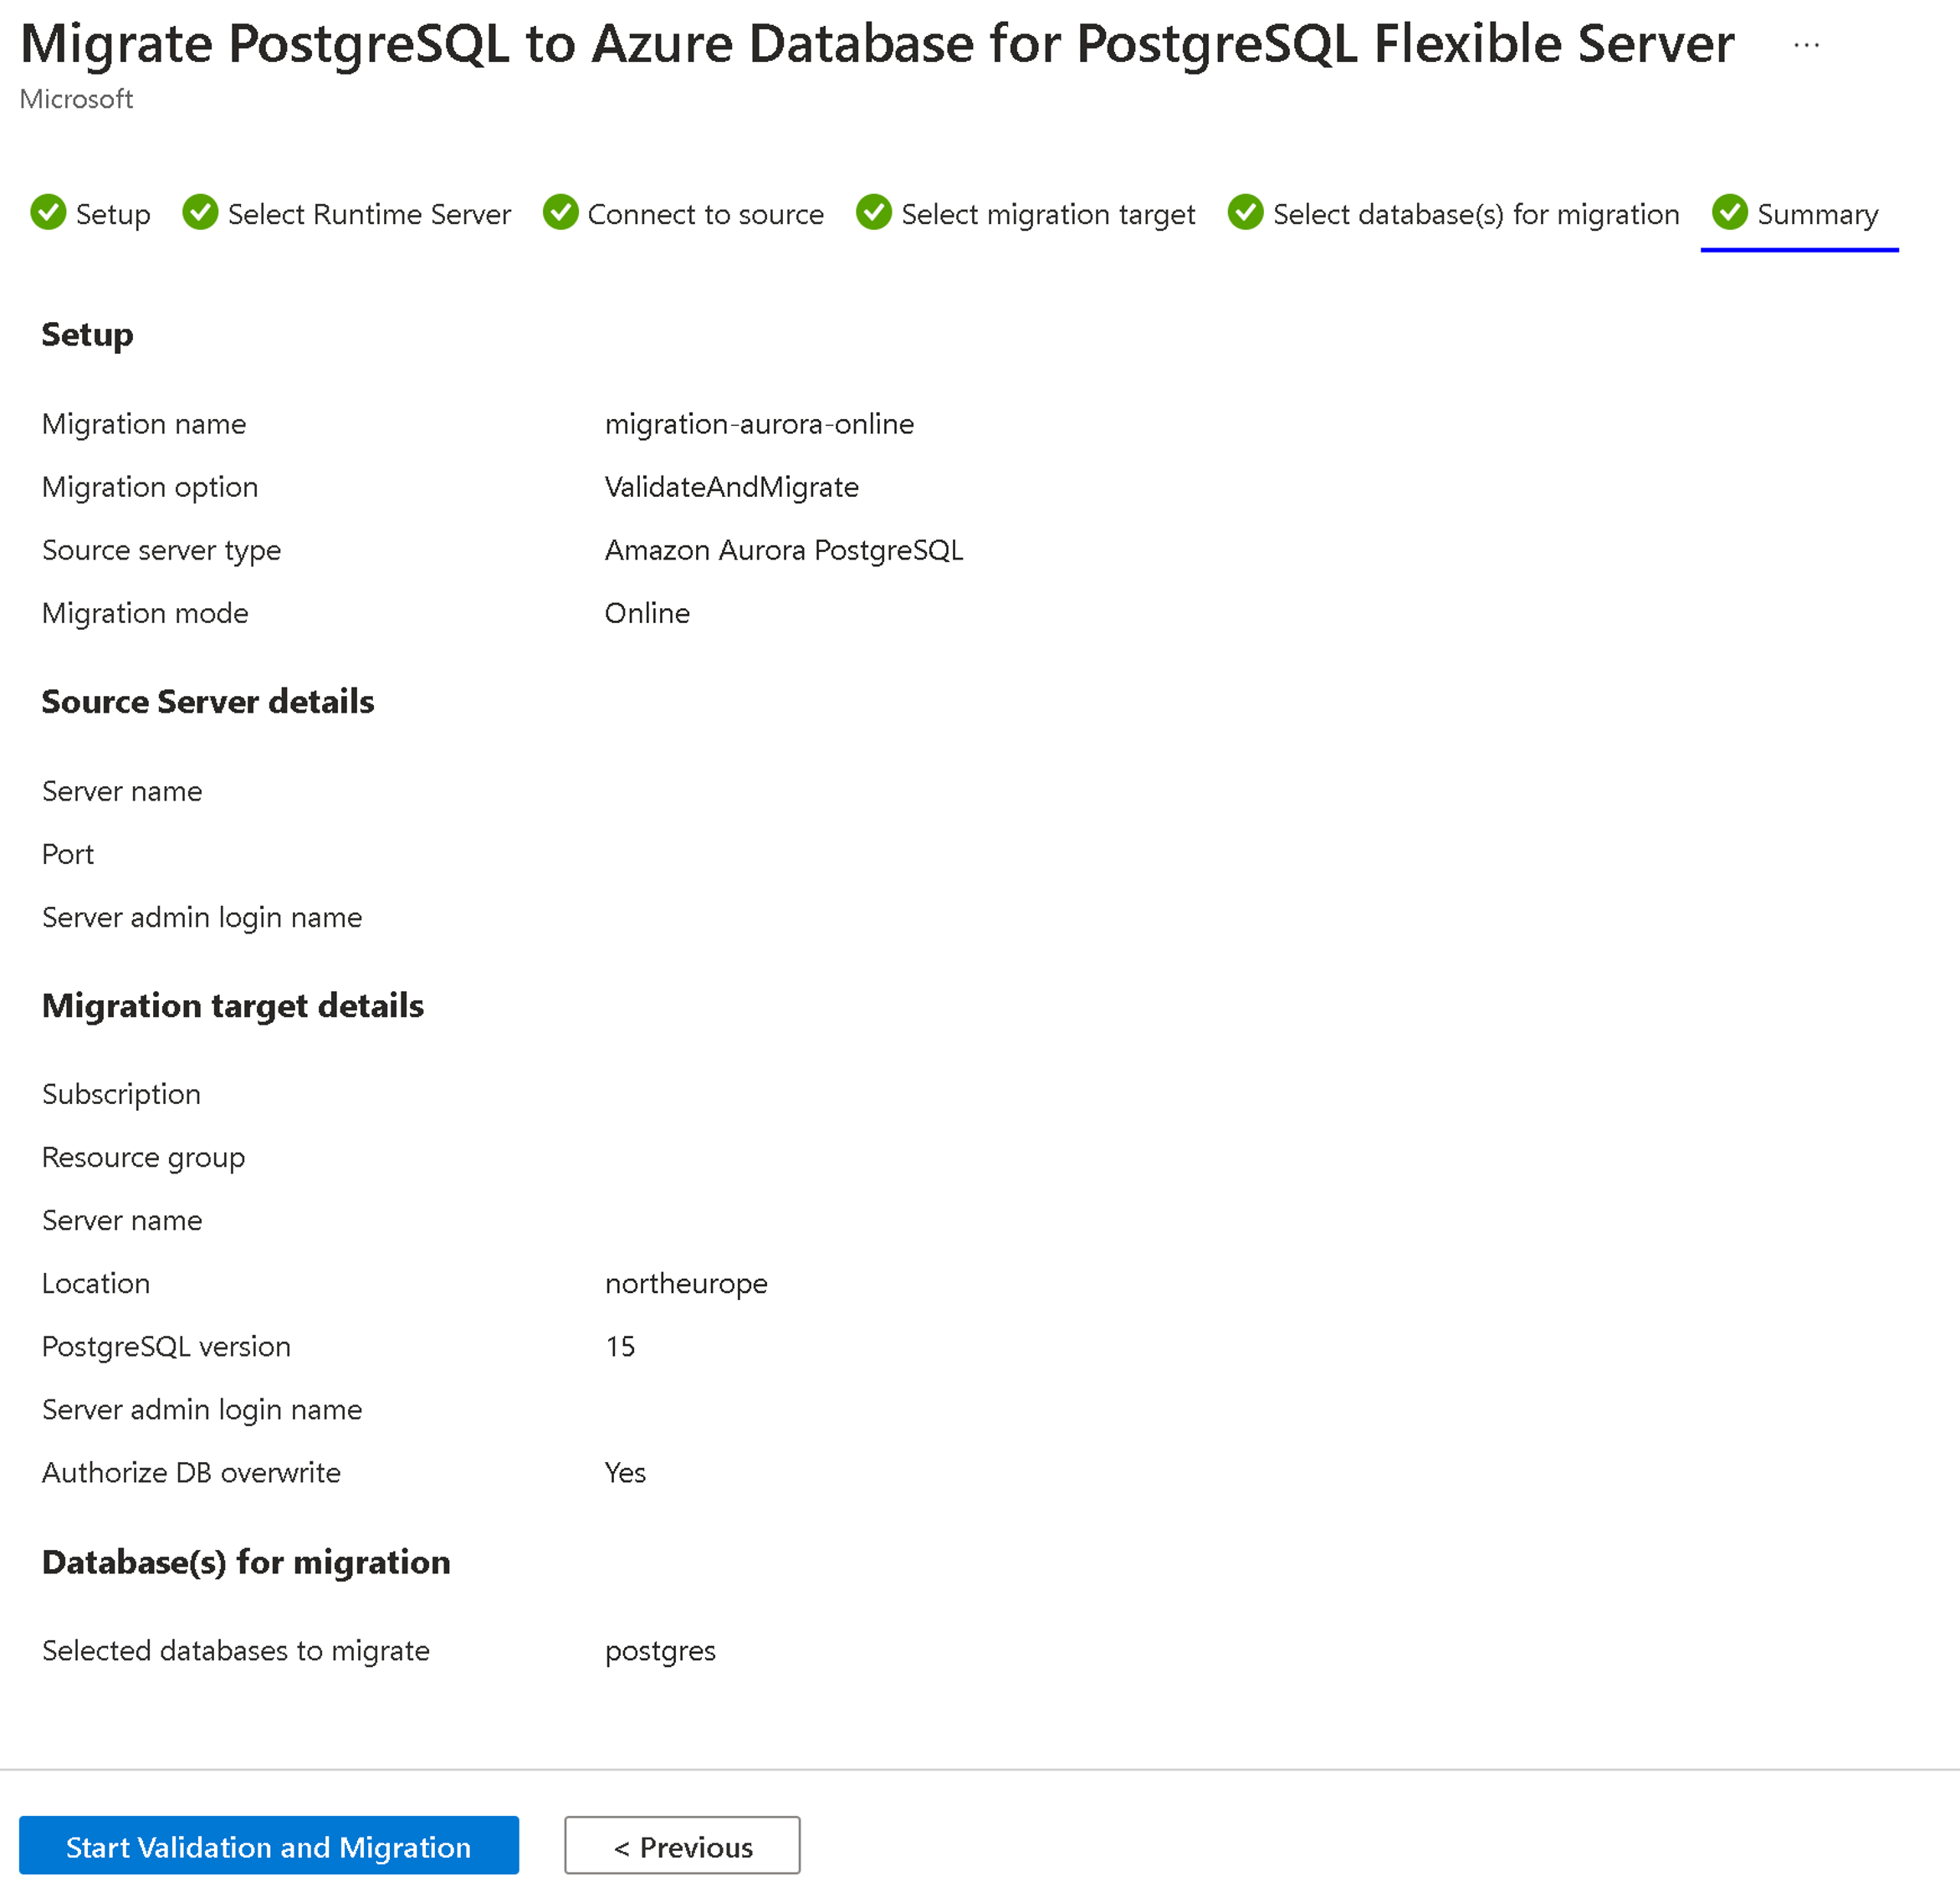 Migrate PostgreSQL to Azure Database for PostgreSQL Flexible Server ...
Microsoft
Setup Select Runtime Server Connect to source Select migration target Select database(s) for migration Summary
Setup
Migration name migration-aurora-online
Migration option ValidateAndMigrate
Source server type Amazon Aurora PostgreSQL
Migration mode Online
Source Server details
Server name
Port
Server admin login name
Migration target details
Subscription
Resource group
Server name
Location northeurope
PostgreSQL version 15
Server admin login name
Authorize DB overwrite Yes
Database(s) for migration
Selected databases to migrate postgres
Start Validation and Migration < Previous